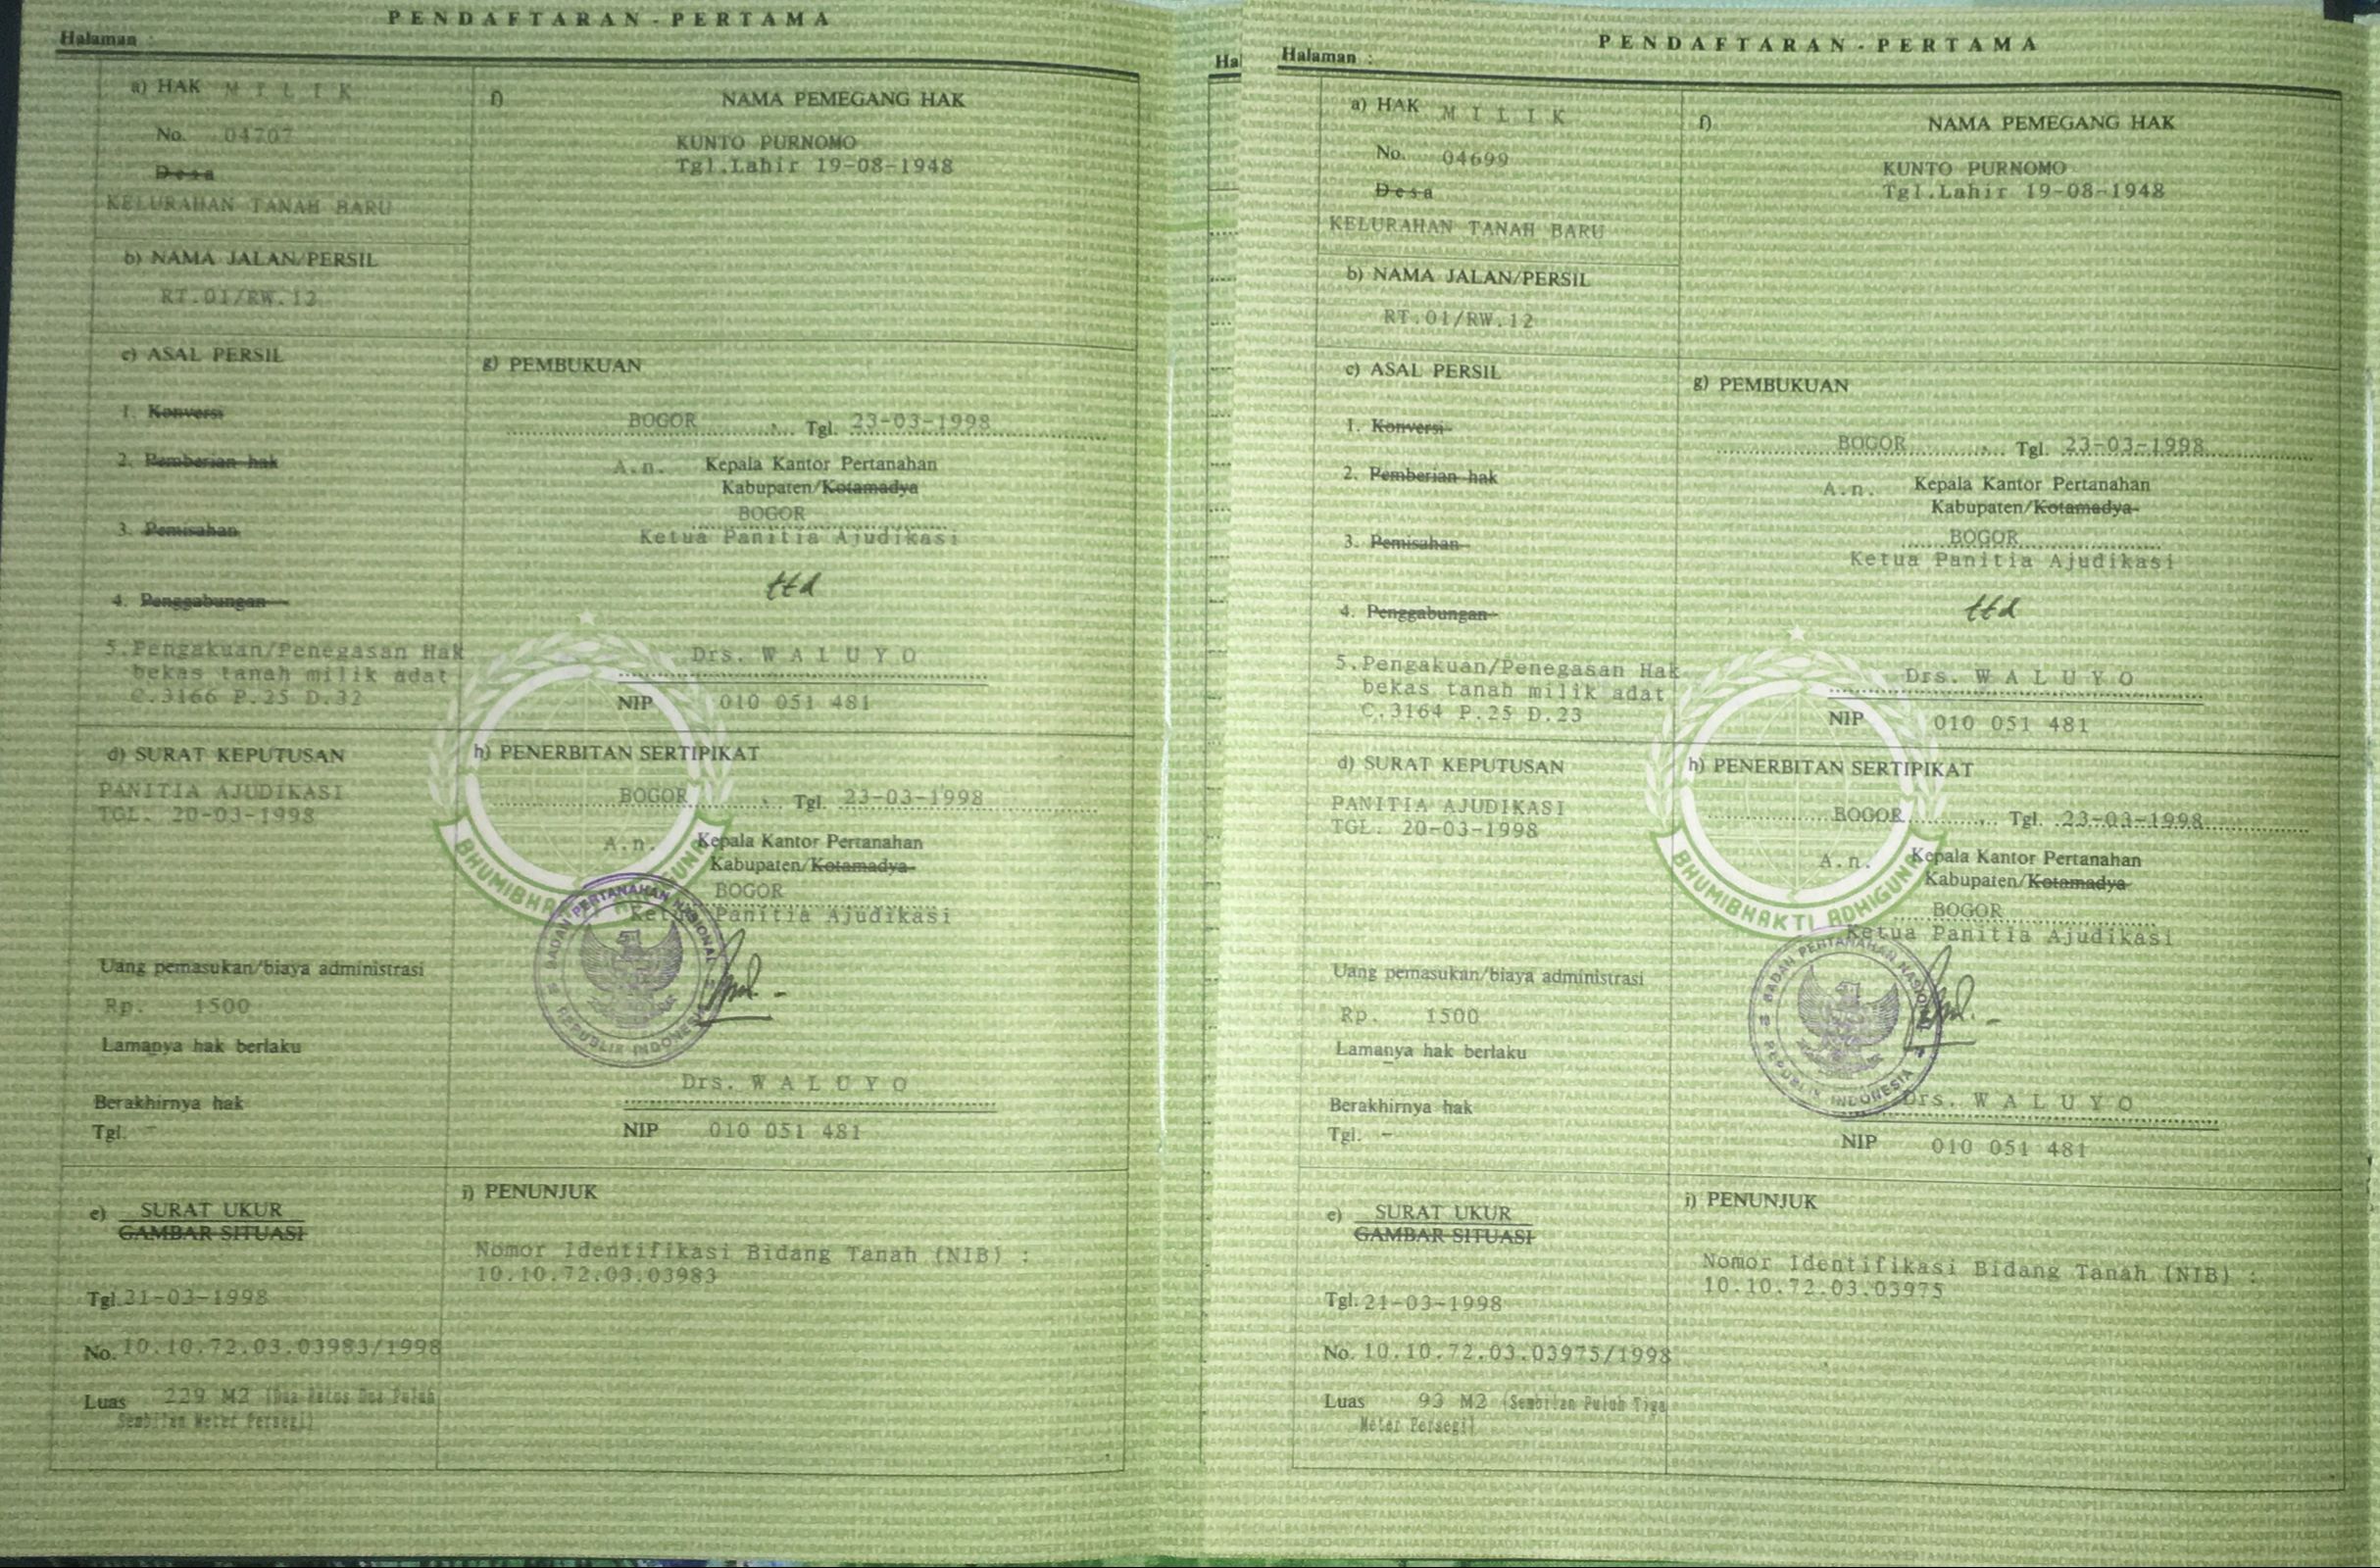 PENDAFTARAN - PERTAMA
Halaman :
a) HAK M I L I K
No. 04707
Desa
KELURAHAN TANAH BARU
b) NAMA JALAN/PERSIL
RT.01/RW.12
c) ASAL PERSIL
1. Konversi
2. Pemberian hak
3. Pemisahan
4. Penggabungan
5.Pengakuan/Penegasan Hak
bekas tanah milik adat
C.3166 P.25 D.32
d) SURAT KEPUTUSAN
PANITIA AJUDIKASI
TGL. 20-03-1998
Uang pemasukan/biaya administrasi
Rp. 1500
Lamanya hak berlaku
Berakhirnya hak
Tgl. -
e) SURAT UKUR
GAMBAR SITUASI
Tgl.21-03-1998
No.10.10.72.03.03983/1998
Luas 229 M2 (Dua Ratus Dua Puluh
Sembilan Meter Persegi)
f) NAMA PEMEGANG HAK
KUNTO PURNOMO
Tgl.Lahir 19-08-1948
g) PEMBUKUAN
BOGOR , Tgl. 23-03-1998
A.n. Kepala Kantor Pertanahan
Kabupaten/Kotamadya
BOGOR
Ketua Panitia Ajudikasi
ttd
Drs. W A L U Y O
NIP 010 051 481
h) PENERBITAN SERTIPIKAT
BOGOR , Tgl. 23-03-1998
A.n. Kepala Kantor Pertanahan
Kabupaten/Kotamadya
BOGOR
Ketua Panitia Ajudikasi
BADAN PERTANAHAN NASIONAL
REPUBLIK INDONESIA
Drs. W A L U Y O
NIP 010 051 481
i) PENUNJUK
Nomor Identifikasi Bidang Tanah (NIB) :
10.10.72.03.03983
Hal
PENDAFTARAN - PERTAMA
Halaman :
a) HAK M I L I K
No. 04699
Desa
KELURAHAN TANAH BARU
b) NAMA JALAN/PERSIL
RT.01/RW.12
c) ASAL PERSIL
1. Konversi
2. Pemberian hak
3. Pemisahan
4. Penggabungan
5.Pengakuan/Penegasan Hak
bekas tanah milik adat
C.3164 P.25 D.23
d) SURAT KEPUTUSAN
PANITIA AJUDIKASI
TGL. 20-03-1998
Uang pemasukan/biaya administrasi
Rp. 1500
Lamanya hak berlaku
-
Berakhirnya hak
Tgl. -
e) SURAT UKUR
GAMBAR SITUASI
Tgl.21-03-1998
No. 10.10.72.03.03975/1998
Luas 93 M2 (Sembilan Puluh Tiga
Meter Persegi)
f) NAMA PEMEGANG HAK
KUNTO PURNOMO
Tgl.Lahir 19-08-1948
g) PEMBUKUAN
BOGOR , Tgl. 23-03-1998
A.n. Kepala Kantor Pertanahan
Kabupaten/Kotamadya
BOGOR
Ketua Panitia Ajudikasi
ttd
Drs. W A L U Y O
NIP 010 051 481
h) PENERBITAN SERTIPIKAT
BOGOR , Tgl. 23-03-1998
A.n. Kepala Kantor Pertanahan
Kabupaten/Kotamadya
BOGOR
BHUMIBHAKTI ADHIGUNA
Ketua Panitia Ajudikasi
BADAN PERTANAHAN NASIONAL
REPUBLIK INDONESIA
Drs. W A L U Y O
NIP 010 051 481
i) PENUNJUK
Nomor Identifikasi Bidang Tanah (NIB) :
10.10.72.03.03975